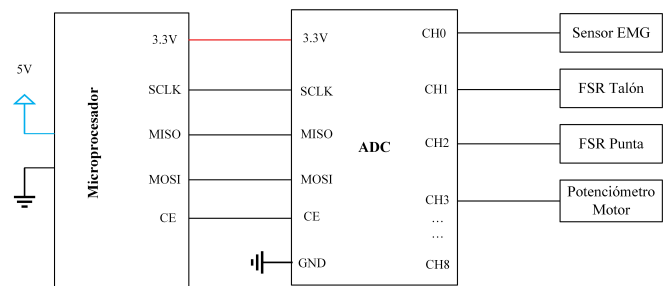 5V
Microprocesador
3.3V
SCLK
MISO
MOSI
CE
3.3V
SCLK
MISO
MOSI
CE
GND
ADC
CH0
CH1
CH2
CH3
...
...
CH8
Sensor EMG
FSR Talón
FSR Punta
Potenciómetro
Motor